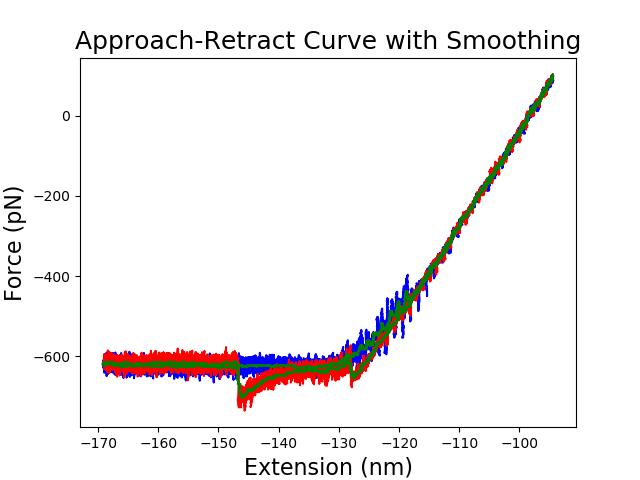 Approach-Retract Curve with Smoothing
Force (pN)
0
−200
−400
−600
−170 −160 −150 −140 −130 −120 −110 −100
Extension (nm)